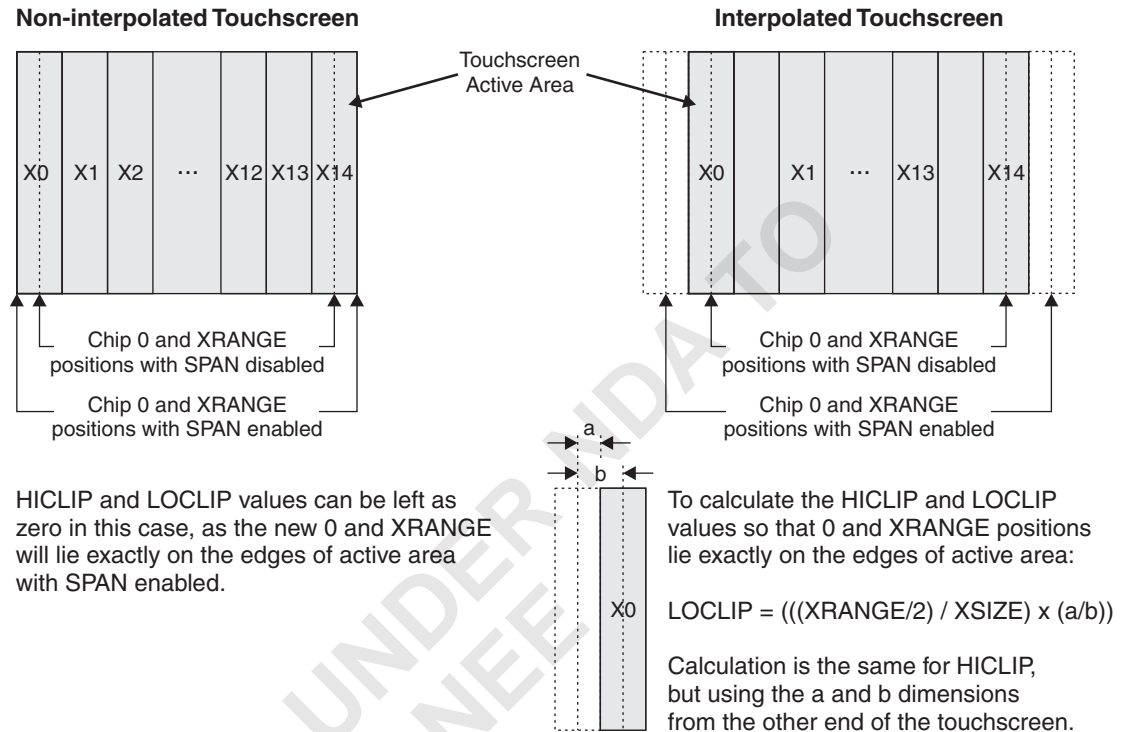 Non-interpolated Touchscreen
Interpolated Touchscreen
Touchscreen
Active Area
X0 X1 X2 ... X12 X13 X14
X0 X1 ... X13 X14
Chip 0 and XRANGE
positions with SPAN disabled
Chip 0 and XRANGE
positions with SPAN enabled
Chip 0 and XRANGE
positions with SPAN disabled
Chip 0 and XRANGE
positions with SPAN enabled
HICLIP and LOCLIP values can be left as
zero in this case, as the new 0 and XRANGE
will lie exactly on the edges of active area
with SPAN enabled.
a
b
X0
To calculate the HICLIP and LOCLIP
values so that 0 and XRANGE positions
lie exactly on the edges of active area:
LOCLIP = (((XRANGE/2) / XSIZE) x (a/b))
Calculation is the same for HICLIP,
but using the a and b dimensions
from the other end of the touchscreen.
UNDER NDA TO
NEE